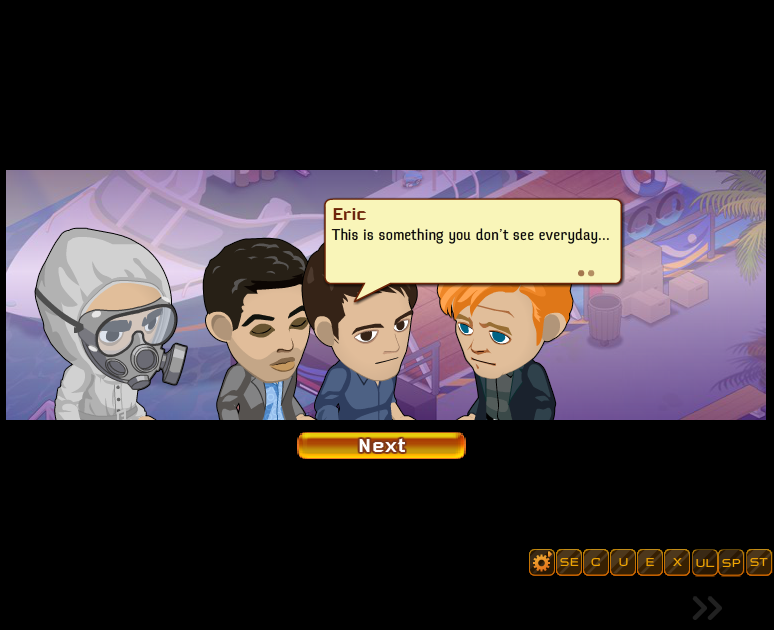 Eric
This is something you don't see everyday...
Next
SE C U E X UL SP ST